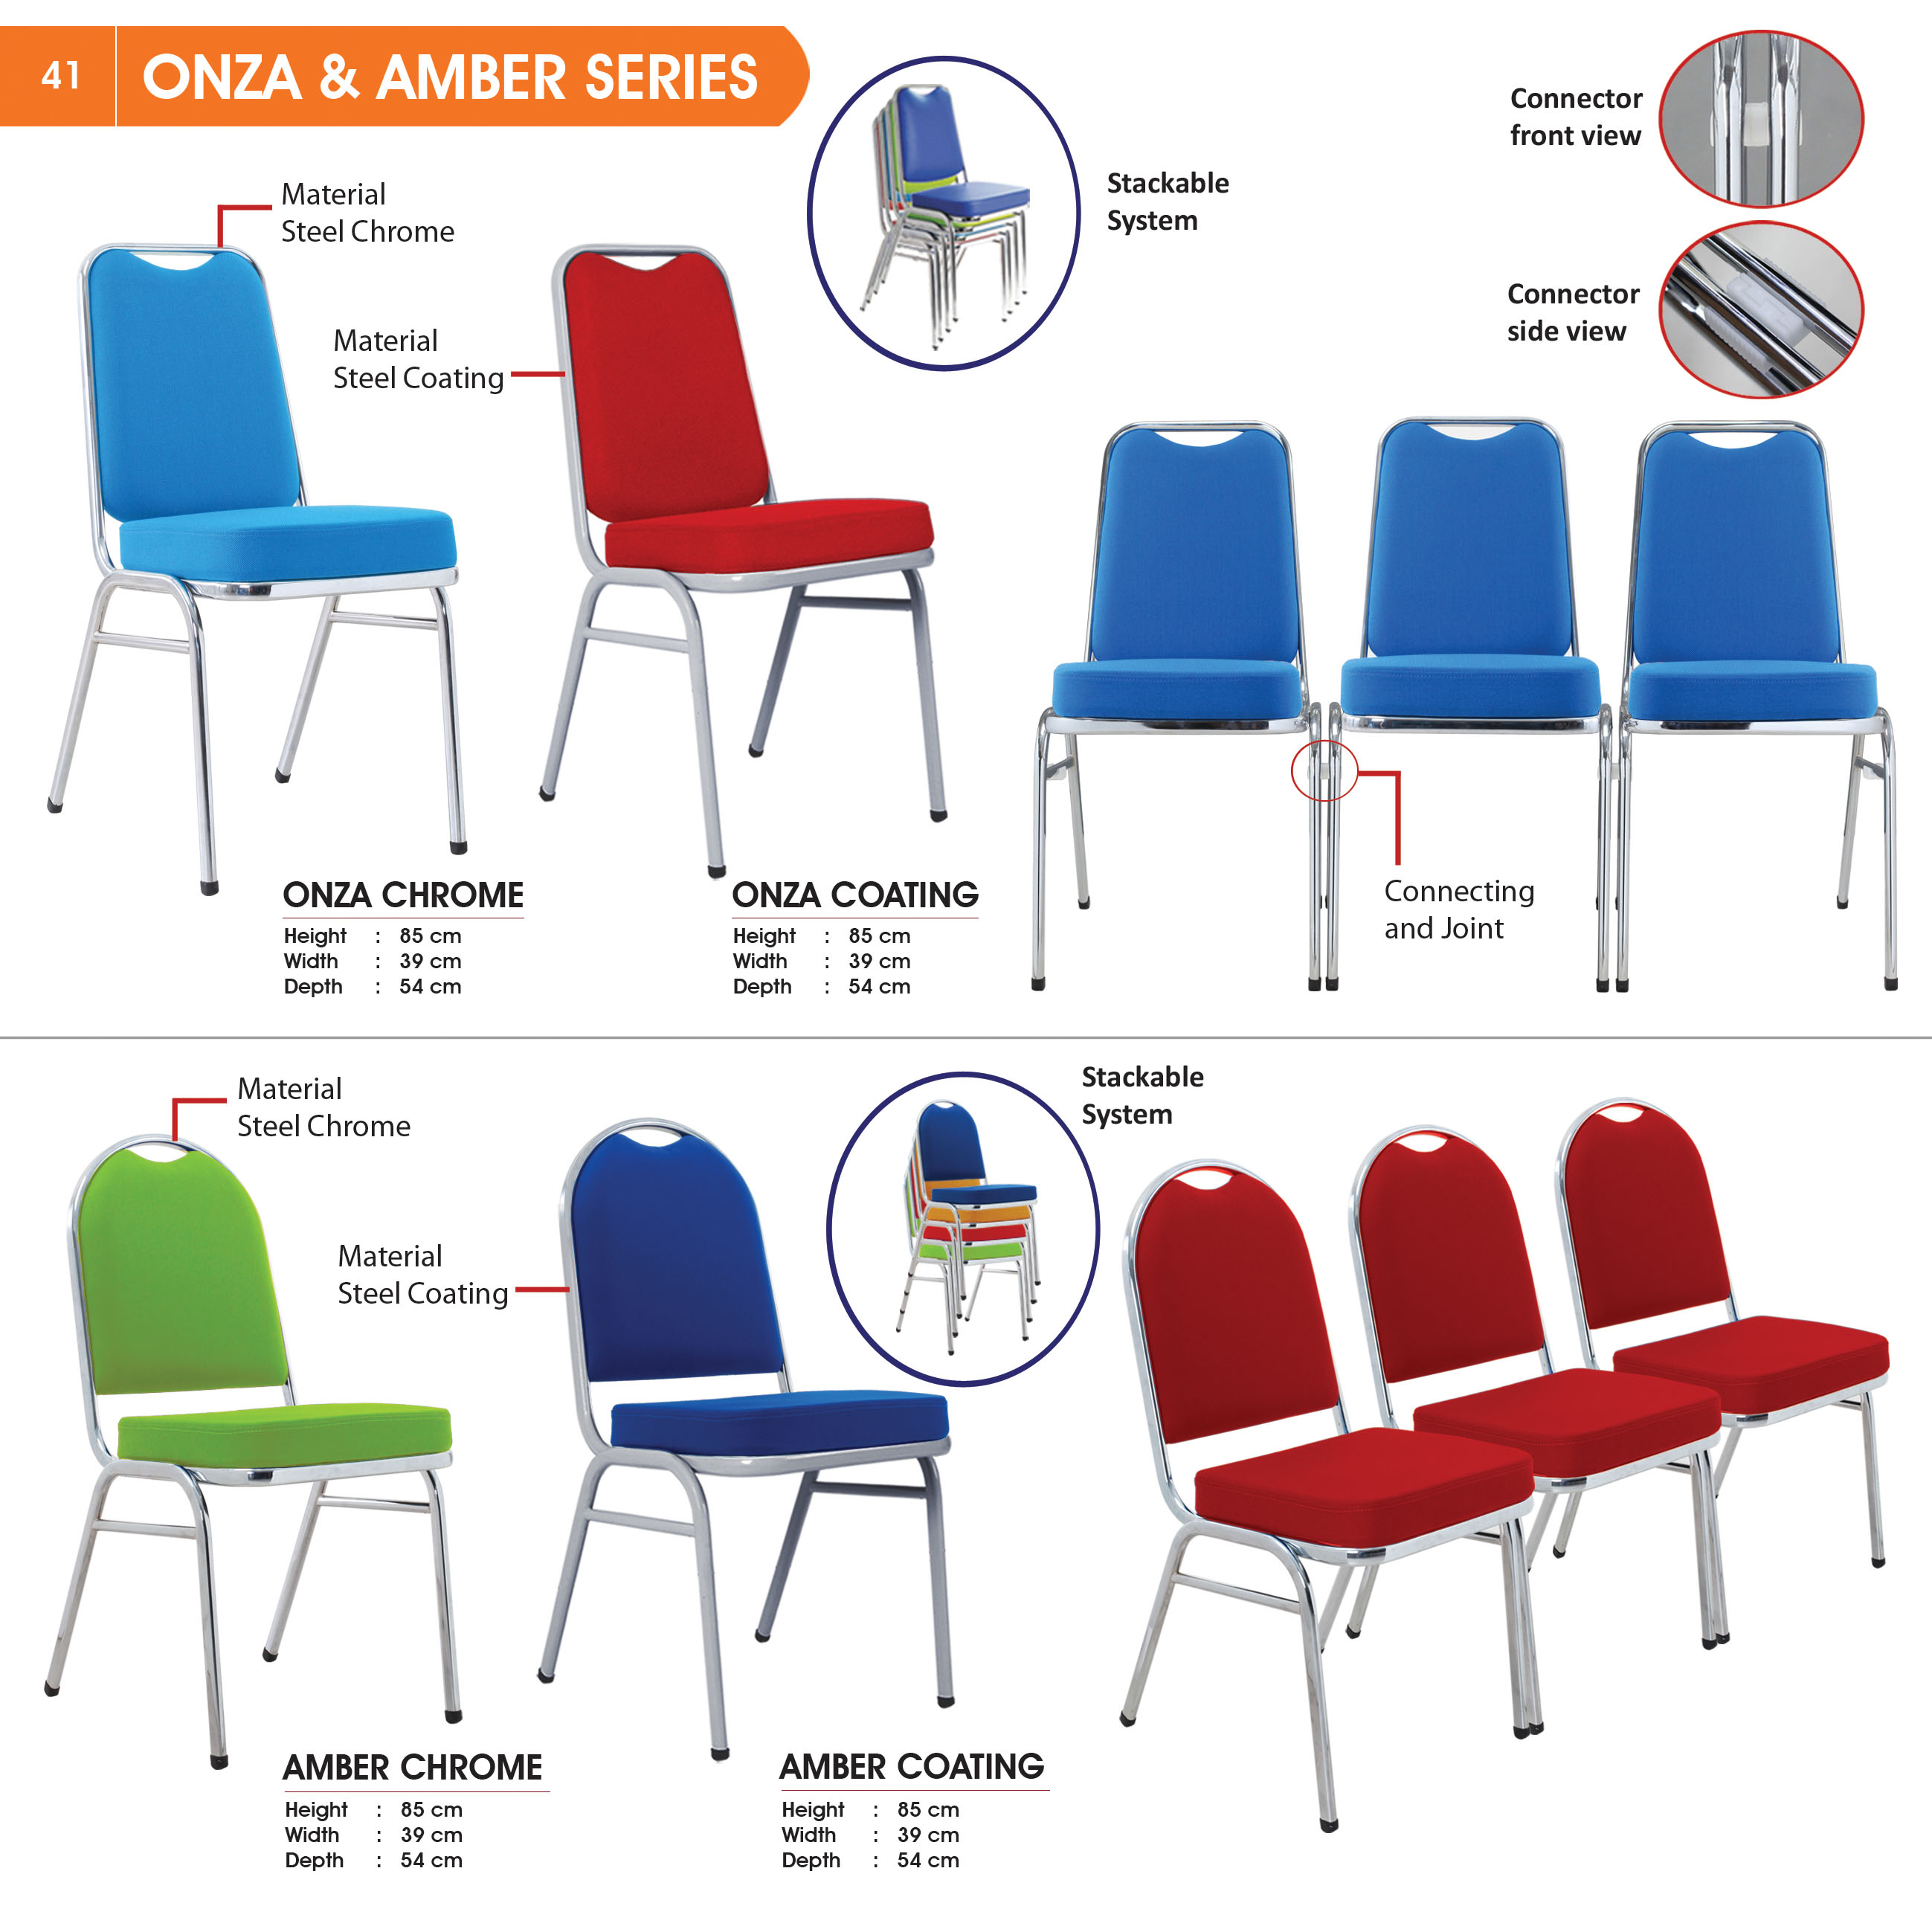 41
ONZA & AMBER SERIES
Material
Steel Chrome
Material
Steel Coating
Stackable
System
Connector
front view
Connector
side view
Connecting
and Joint
ONZA CHROME
Height : 85 cm
Width : 39 cm
Depth : 54 cm
ONZA COATING
Height : 85 cm
Width : 39 cm
Depth : 54 cm
Material
Steel Chrome
Material
Steel Coating
Stackable
System
AMBER CHROME
Height : 85 cm
Width : 39 cm
Depth : 54 cm
AMBER COATING
Height : 85 cm
Width : 39 cm
Depth : 54 cm